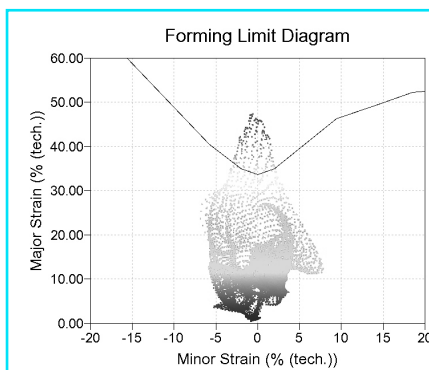 Forming Limit Diagram
60.00
50.00
40.00
30.00
20.00
10.00
0.00
Major Strain (% (tech.))
-20 -15 -10 -5 0 5 10 15 20
Minor Strain (% (tech.))